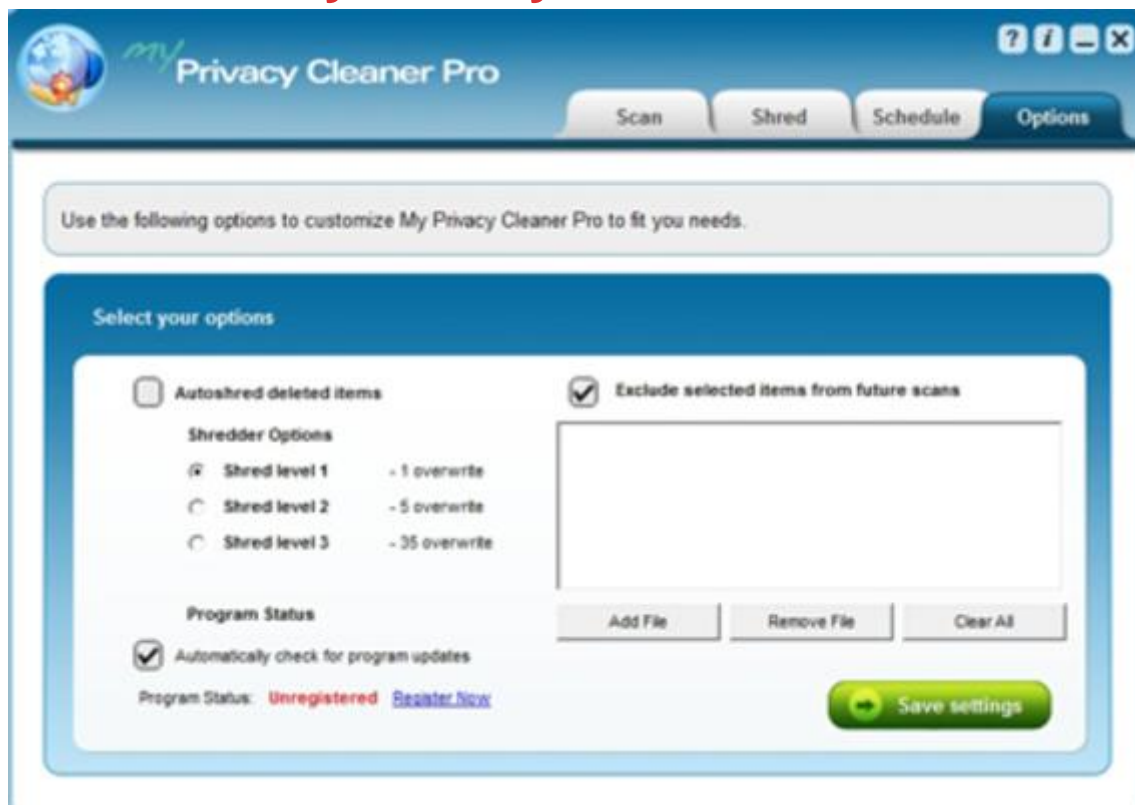 My Privacy Cleaner Pro
? i
Scan Shred Schedule Options
Use the following options to customize My Privacy Cleaner Pro to fit you needs.
Select your options
Autoshred deleted items
Shredder Options
Shred level 1 - 1 overwrite
Shred level 2 - 5 overwrite
Shred level 3 - 35 overwrite
Exclude selected items from future scans
Add File Remove File Clear All
Program Status
Automatically check for program updates
Program Status: Unregistered Register Now
Save settings